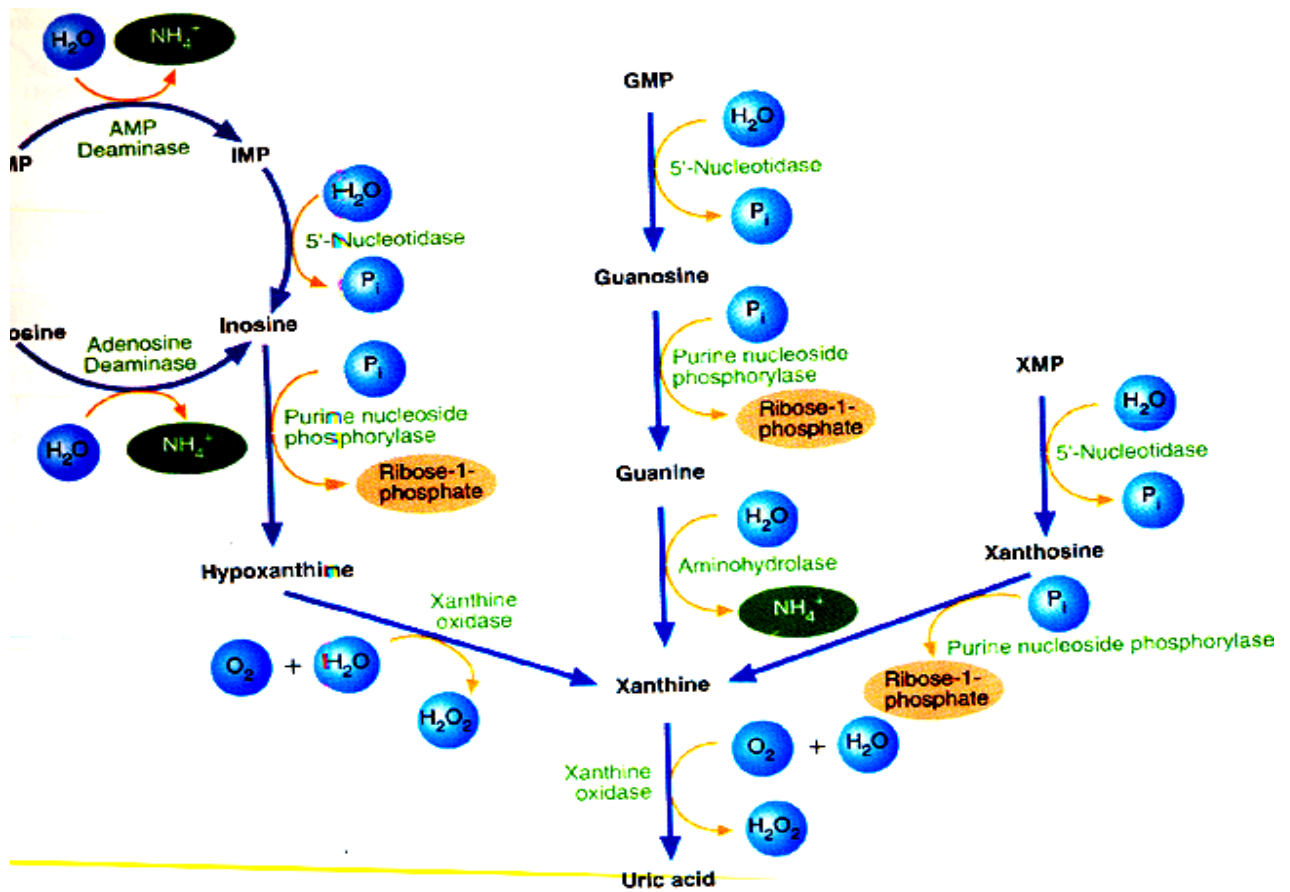 H₂O
NH₄⁺
AMP
Deaminase
MP
IMP
H₂O
5'-Nucleotidase
Pi
osine
Inosine
Adenosine
Deaminase
H₂O
NH₄⁺
Pi
Purine nucleoside
phosphorylase
Ribose-1-
phosphate
Hypoxanthine
Xanthine
oxidase
O₂ + H₂O
H₂O₂
GMP
H₂O
5'-Nucleotidase
Pi
Guanosine
Pi
Purine nucleoside
phosphorylase
Ribose-1-
phosphate
Guanine
H₂O
Aminohydrolase
NH₄⁺
XMP
H₂O
5'-Nucleotidase
Pi
Xanthosine
Pi
Purine nucleoside phosphorylase
Ribose-1-
phosphate
Xanthine
O₂ + H₂O
Xanthine
oxidase
H₂O₂
Uric acid